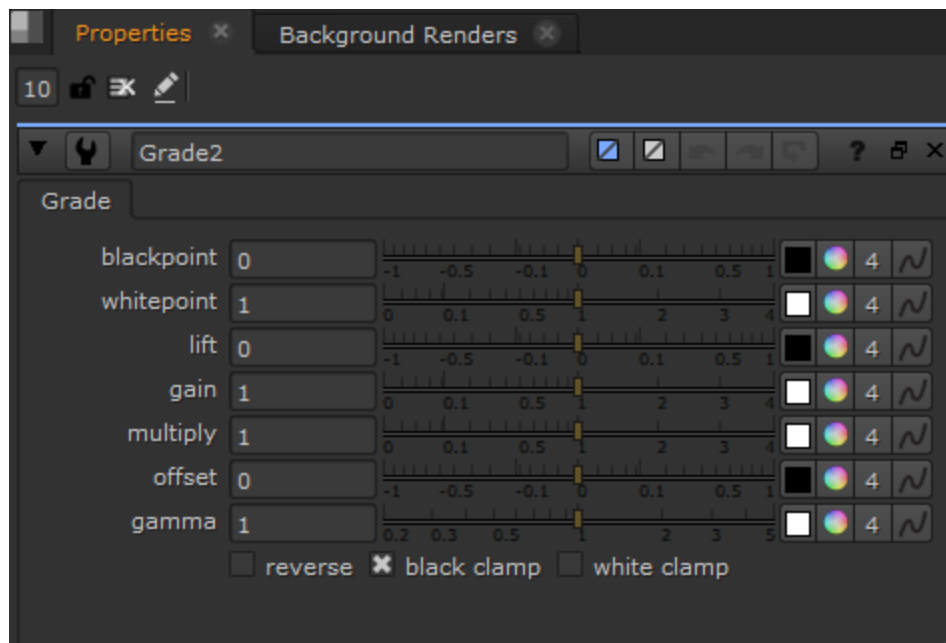 Properties Background Renders
10
Grade2 ?
Grade
blackpoint 0 -1 -0.5 -0.1 0 0.1 0.5 1 4
whitepoint 1 0 0.1 0.5 1 2 3 4 4
lift 0 -1 -0.5 -0.1 0 0.1 0.5 1 4
gain 1 0 0.1 0.5 1 2 3 4 4
multiply 1 0 0.1 0.5 1 2 3 4 4
offset 0 -1 -0.5 -0.1 0 0.1 0.5 1 4
gamma 1 0.2 0.3 0.5 1 2 3 5 4
reverse black clamp white clamp